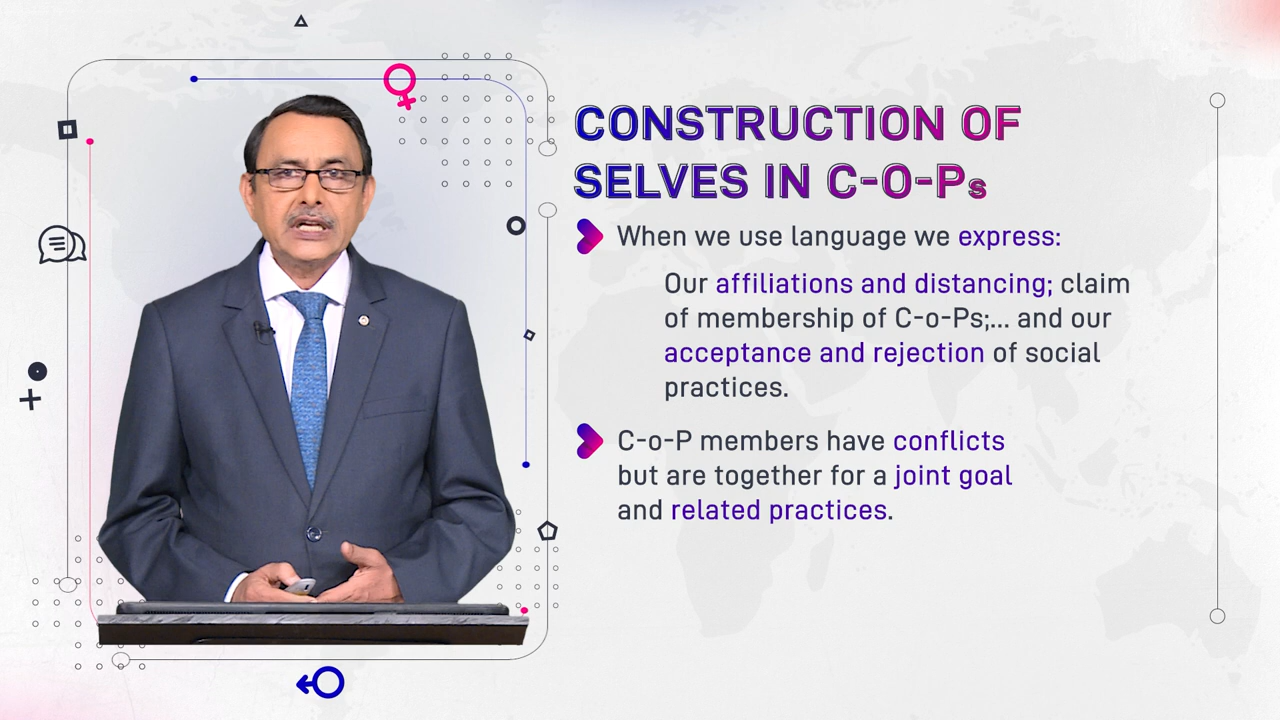 CONSTRUCTION OF
SELVES IN C-O-Ps
When we use language we express:
Our affiliations and distancing; claim
of membership of C-o-Ps;... and our
acceptance and rejection of social
practices.
C-o-P members have conflicts
but are together for a joint goal
and related practices.